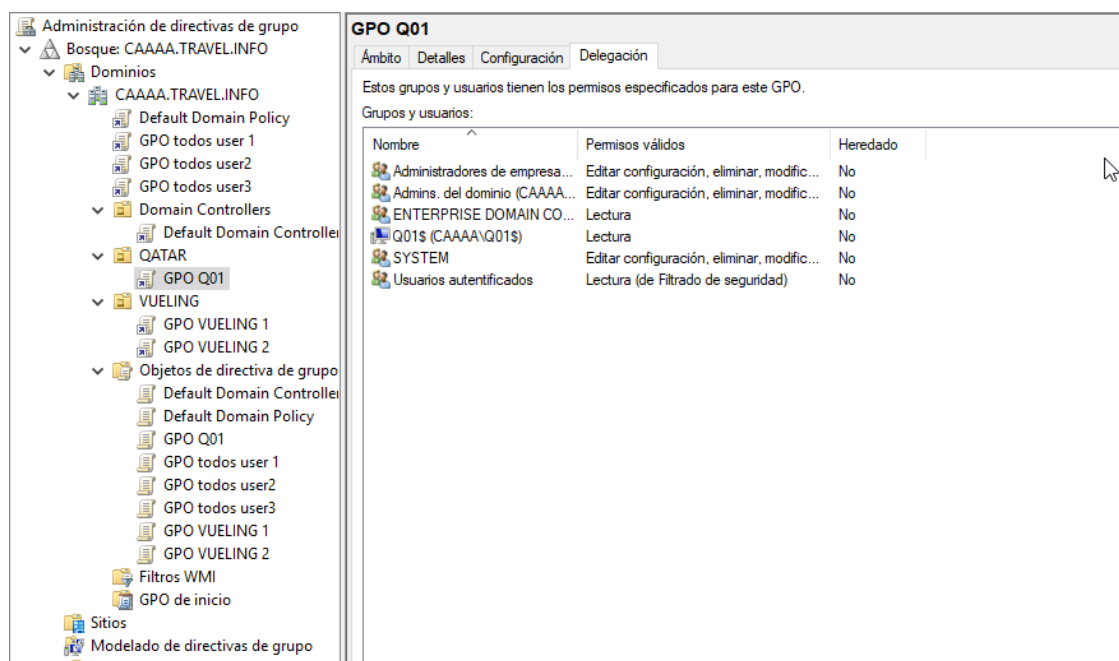 Administración de directivas de grupo
Bosque: CAAAA.TRAVEL.INFO
Dominios
CAAAA.TRAVEL.INFO
Default Domain Policy
GPO todos user 1
GPO todos user2
GPO todos user3
Domain Controllers
Default Domain Controller
QATAR
GPO Q01
VUELING
GPO VUELING 1
GPO VUELING 2
Objetos de directiva de grupo
Default Domain Controller
Default Domain Policy
GPO Q01
GPO todos user 1
GPO todos user2
GPO todos user3
GPO VUELING 1
GPO VUELING 2
Filtros WMI
GPO de inicio
Sitios
Modelado de directivas de grupo
GPO Q01
Ámbito Detalles Configuración Delegación
Estos grupos y usuarios tienen los permisos especificados para este GPO.
Grupos y usuarios:
Nombre Permisos válidos Heredado
Administradores de empresa... Editar configuración, eliminar, modific... No
Admins. del dominio (CAAAA... Editar configuración, eliminar, modific... No
ENTERPRISE DOMAIN CO... Lectura No
Q01$ (CAAAA\Q01$) Lectura No
SYSTEM Editar configuración, eliminar, modific... No
Usuarios autentificados Lectura (de Filtrado de seguridad) No